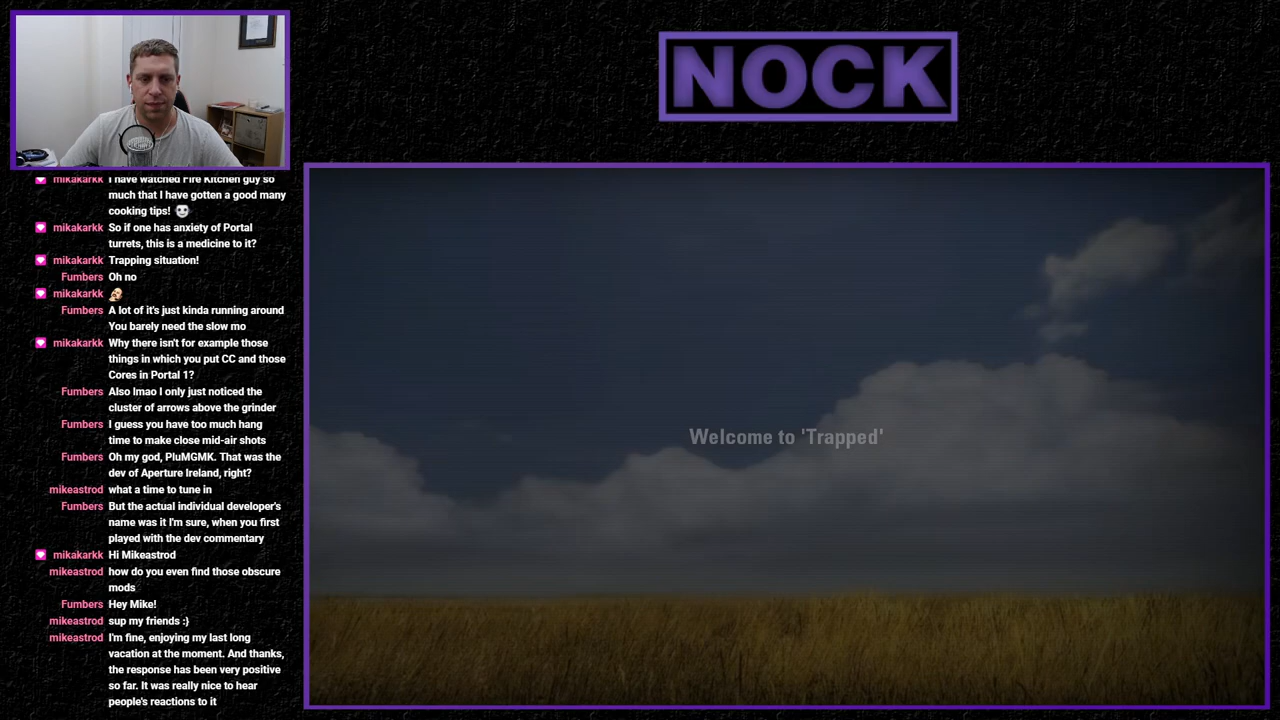 NOCK
mikakarkk I have watched Fire Kitchen guy so
much that I have gotten a good many
cooking tips!
mikakarkk So if one has anxiety of Portal
turrets, this is a medicine to it?
mikakarkk Trapping situation!
Fumbers Oh no
mikakarkk
Fumbers A lot of it's just kinda running around
You barely need the slow mo
mikakarkk Why there isn't for example those
things in which you put CC and those
Cores in Portal 1?
Fumbers Also lmao I only just noticed the
cluster of arrows above the grinder
Fumbers I guess you have too much hang
time to make close mid-air shots
Fumbers Oh my god, PluMGMK. That was the
dev of Aperture Ireland, right?
mikeastrod what a time to tune in
Fumbers But the actual individual developer's
name was it I'm sure, when you first
played with the dev commentary
mikakarkk Hi Mikeastrod
mikeastrod how do you even find those obscure
mods
Fumbers Hey Mike!
mikeastrod sup my friends :}
mikeastrod I'm fine, enjoying my last long
vacation at the moment. And thanks,
the response has been very positive
so far. It was really nice to hear
people's reactions to it
Welcome to 'Trapped'